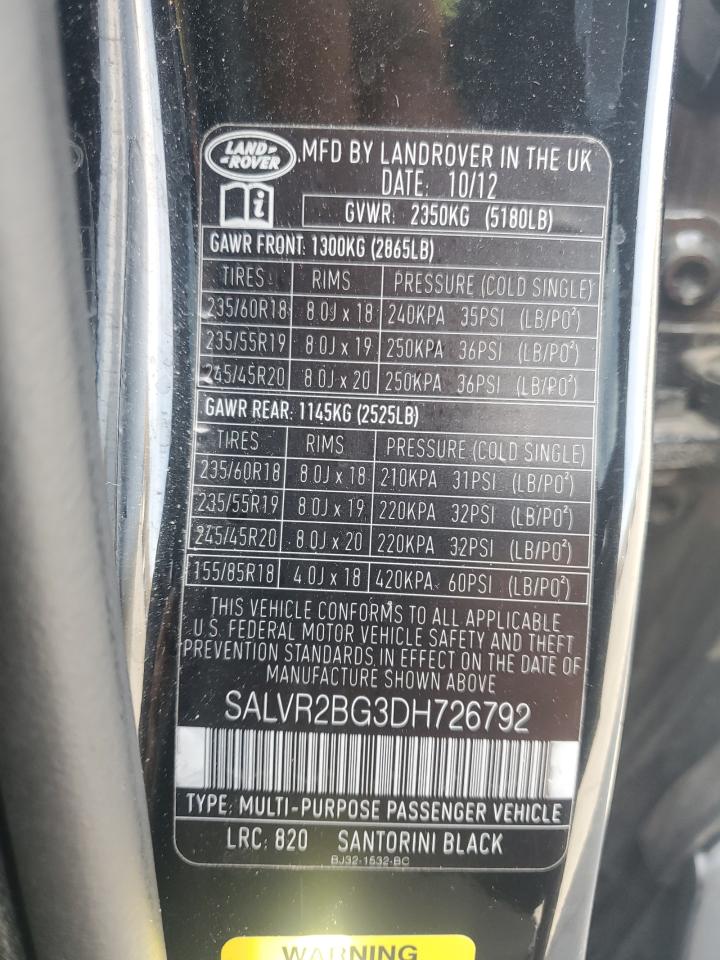 LAND-
-ROVER
MFD BY LANDROVER IN THE UK
DATE: 10/12
GVWR: 2350KG (5180LB)
GAWR FRONT: 1300KG (2865LB)
TIRES RIMS PRESSURE (COLD SINGLE)
235/60R18 8.0J x 18 240KPA 35PSI (LB/PO²)
235/55R19 8.0J x 19 250KPA 36PSI (LB/PO²)
245/45R20 8.0J x 20 250KPA 36PSI (LB/PO²)
GAWR REAR: 1145KG (2525LB)
TIRES RIMS PRESSURE (COLD SINGLE)
235/60R18 8.0J x 18 210KPA 31PSI (LB/PO²)
235/55R19 8.0J x 19 220KPA 32PSI (LB/PO²)
245/45R20 8.0J x 20 220KPA 32PSI (LB/PO²)
155/85R18 4.0J x 18 420KPA 60PSI (LB/PO²)
THIS VEHICLE CONFORMS TO ALL APPLICABLE
U.S. FEDERAL MOTOR VEHICLE SAFETY AND THEFT
PREVENTION STANDARDS IN EFFECT ON THE DATE OF
MANUFACTURE SHOWN ABOVE
SALVR2BG3DH726792
TYPE: MULTI-PURPOSE PASSENGER VEHICLE
LRC: 820 SANTORINI BLACK
BJ32-1532-BC
WARNING